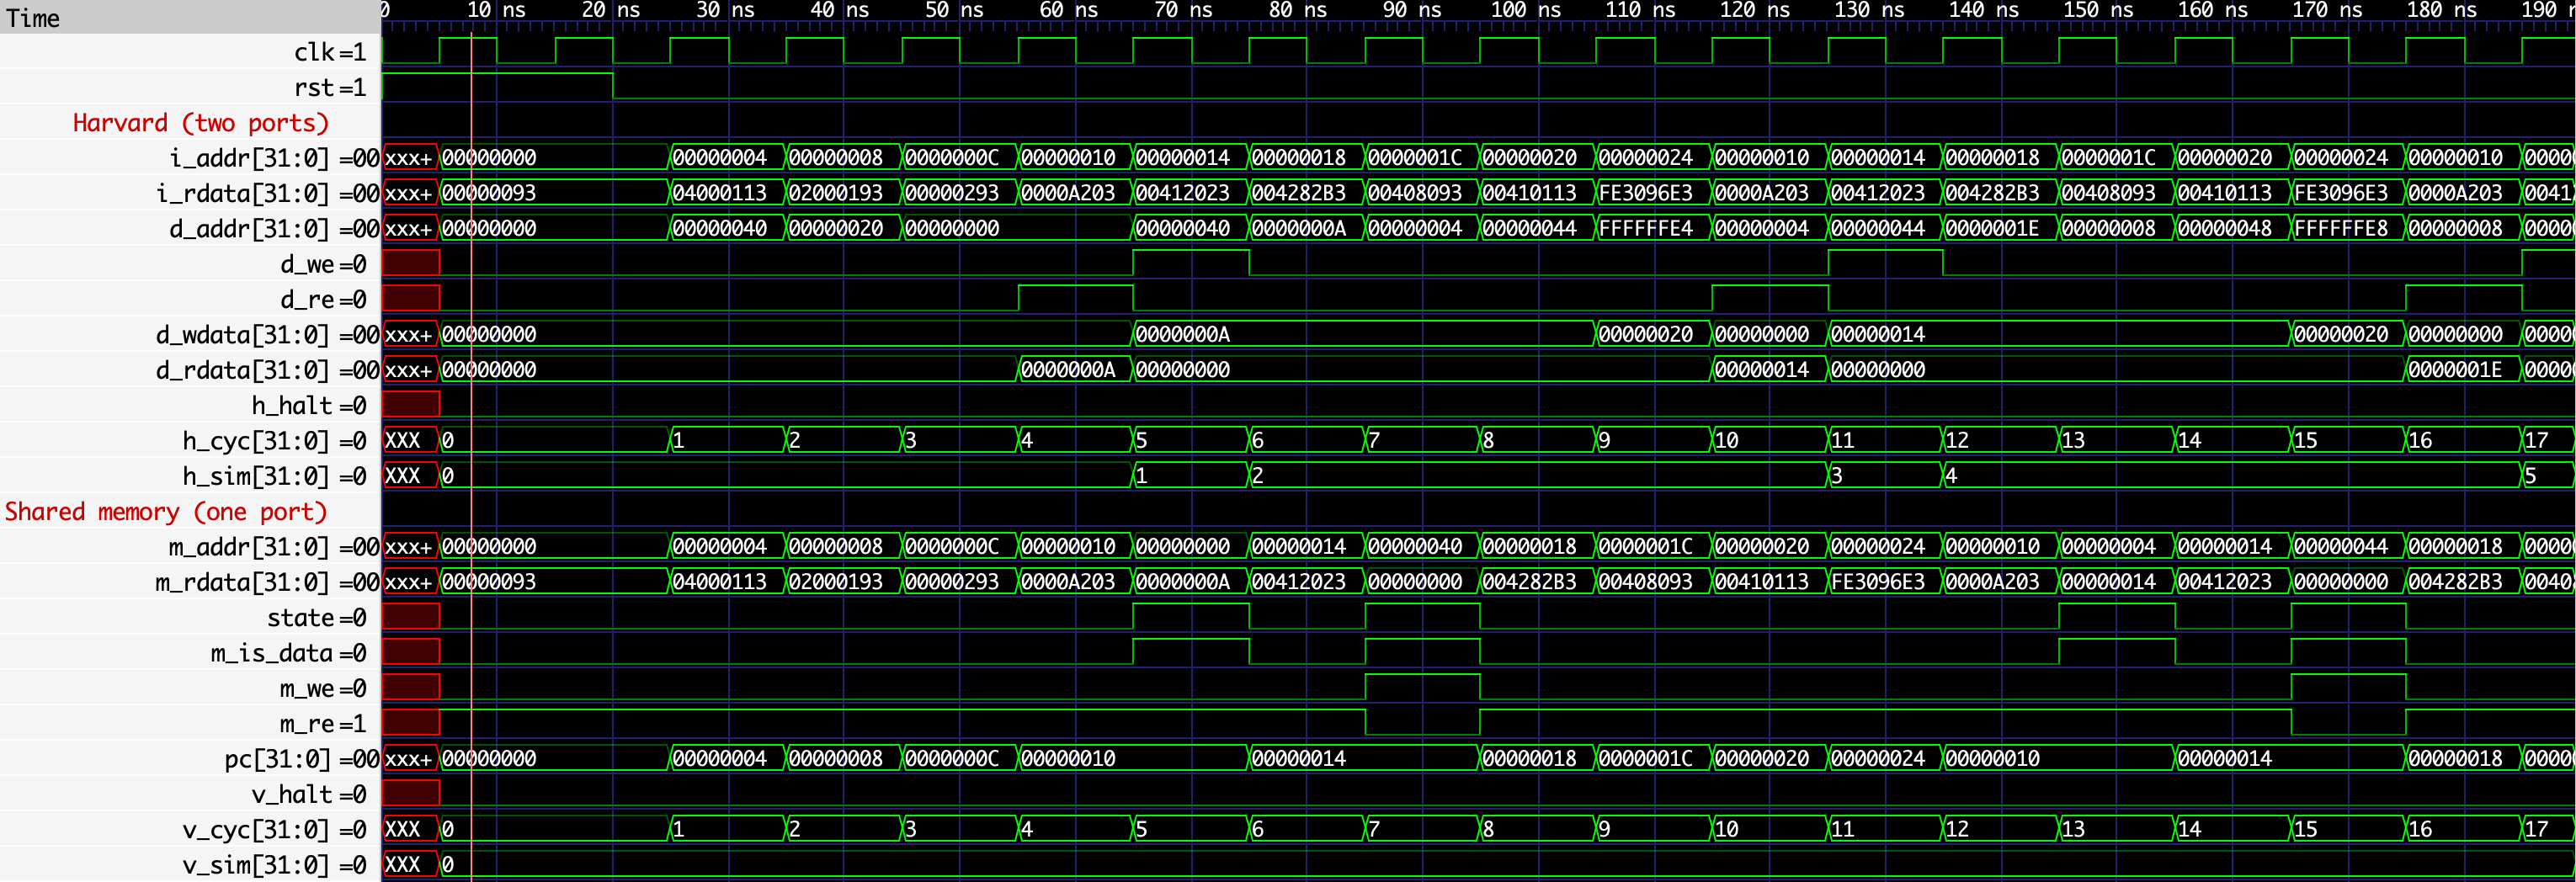 Time 0 10 ns 20 ns 30 ns 40 ns 50 ns 60 ns 70 ns 80 ns 90 ns 100 ns 110 ns 120 ns 130 ns 140 ns 150 ns 160 ns 170 ns 180 ns 190 n
clk=1
rst=1
Harvard (two ports)
i_addr[31:0] =00 xxx+ 00000000 00000004 00000008 0000000C 00000010 00000014 00000018 0000001C 00000020 00000024 00000010 00000014 00000018 0000001C 00000020 00000024 00000010 0000
i_rdata[31:0] =00 xxx+ 00000093 04000113 02000193 00000293 0000A203 00412023 004282B3 00408093 00410113 FE3096E3 0000A203 00412023 004282B3 00408093 00410113 FE3096E3 0000A203 0041
d_addr[31:0] =00 xxx+ 00000000 00000040 00000020 00000000 00000040 0000000A 00000004 00000044 FFFFFFE4 00000004 00000044 0000001E 00000008 00000048 FFFFFFE8 00000008 0000
d_we=0
d_re=0
d_wdata[31:0] =00 xxx+ 00000000 0000000A 00000020 00000000 00000014 00000020 00000000 0000
d_rdata[31:0] =00 xxx+ 00000000 0000000A 00000000 00000014 00000000 0000001E 0000
h_halt=0
h_cyc[31:0] =0 XXX 0 1 2 3 4 5 6 7 8 9 10 11 12 13 14 15 16 17
h_sim[31:0] =0 XXX 0 1 2 3 4 5
Shared memory (one port)
m_addr[31:0] =00 xxx+ 00000000 00000004 00000008 0000000C 00000010 00000000 00000014 00000040 00000018 0000001C 00000020 00000024 00000010 00000004 00000014 00000044 00000018 0000
m_rdata[31:0] =00 xxx+ 00000093 04000113 02000193 00000293 0000A203 0000000A 00412023 00000000 004282B3 00408093 00410113 FE3096E3 0000A203 00000014 00412023 00000000 004282B3 0040
state=0
m_is_data=0
m_we=0
m_re=1
pc[31:0] =00 xxx+ 00000000 00000004 00000008 0000000C 00000010 00000014 00000018 0000001C 00000020 00000024 00000010 00000014 00000018 0000
v_halt=0
v_cyc[31:0] =0 XXX 0 1 2 3 4 5 6 7 8 9 10 11 12 13 14 15 16 17
v_sim[31:0] =0 XXX 0